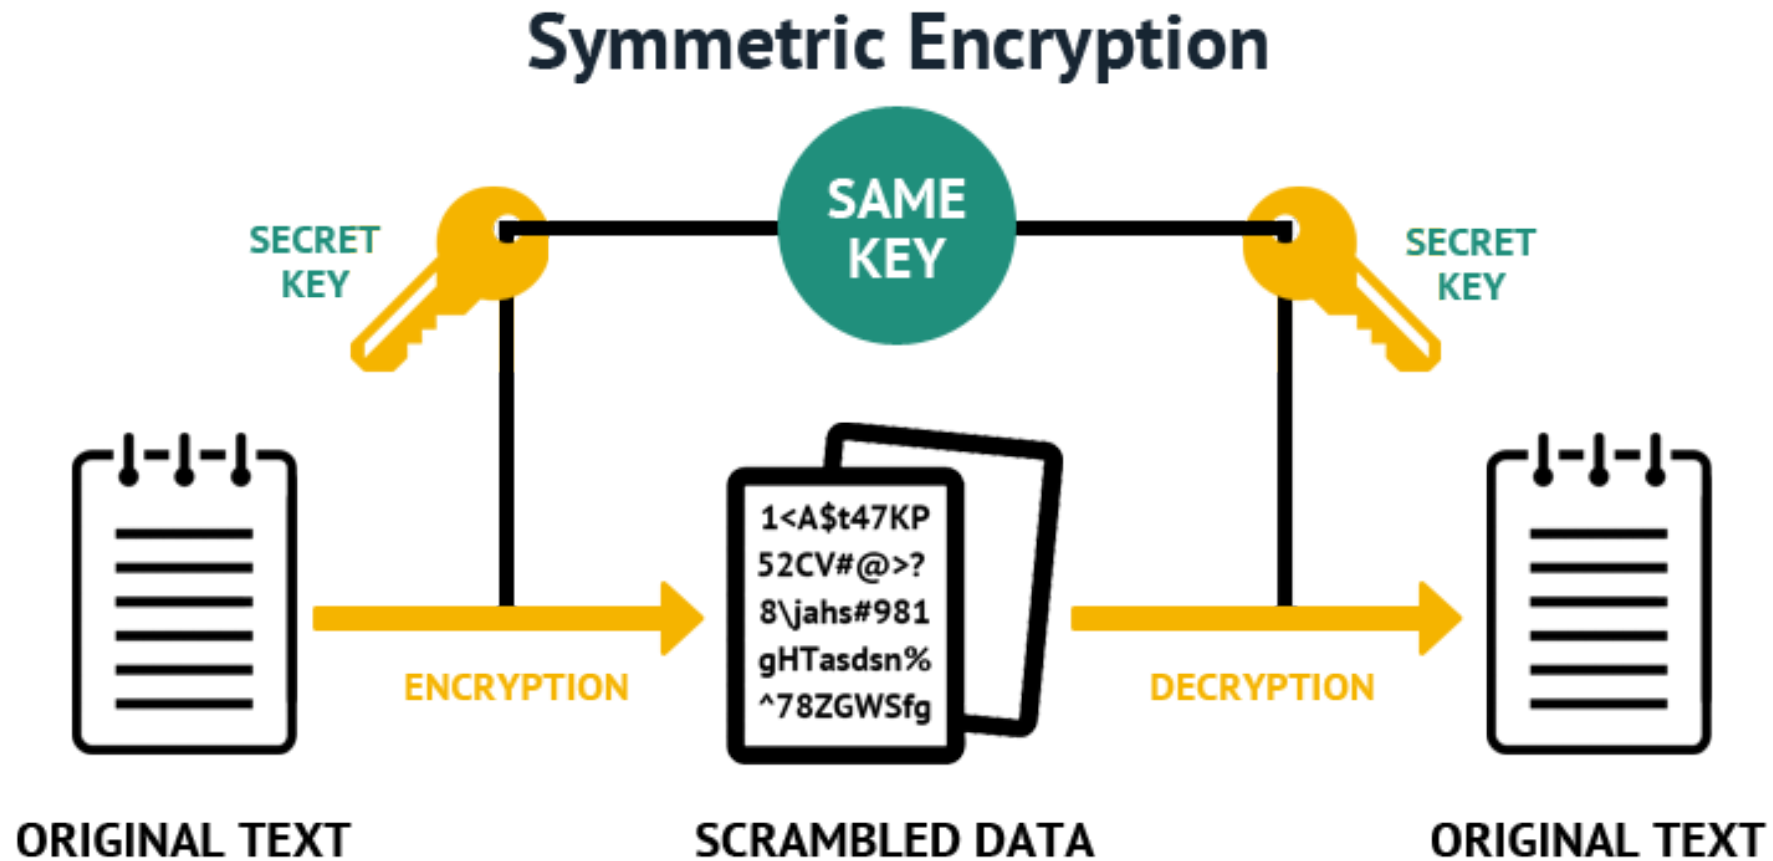 Symmetric Encryption
SAME
KEY
SECRET
KEY
SECRET
KEY
1<A$t47KP
52CV#@>?
8\jahs#981
gHTasdsn%
^78ZGWSfg
ENCRYPTION
DECRYPTION
ORIGINAL TEXT
SCRAMBLED DATA
ORIGINAL TEXT